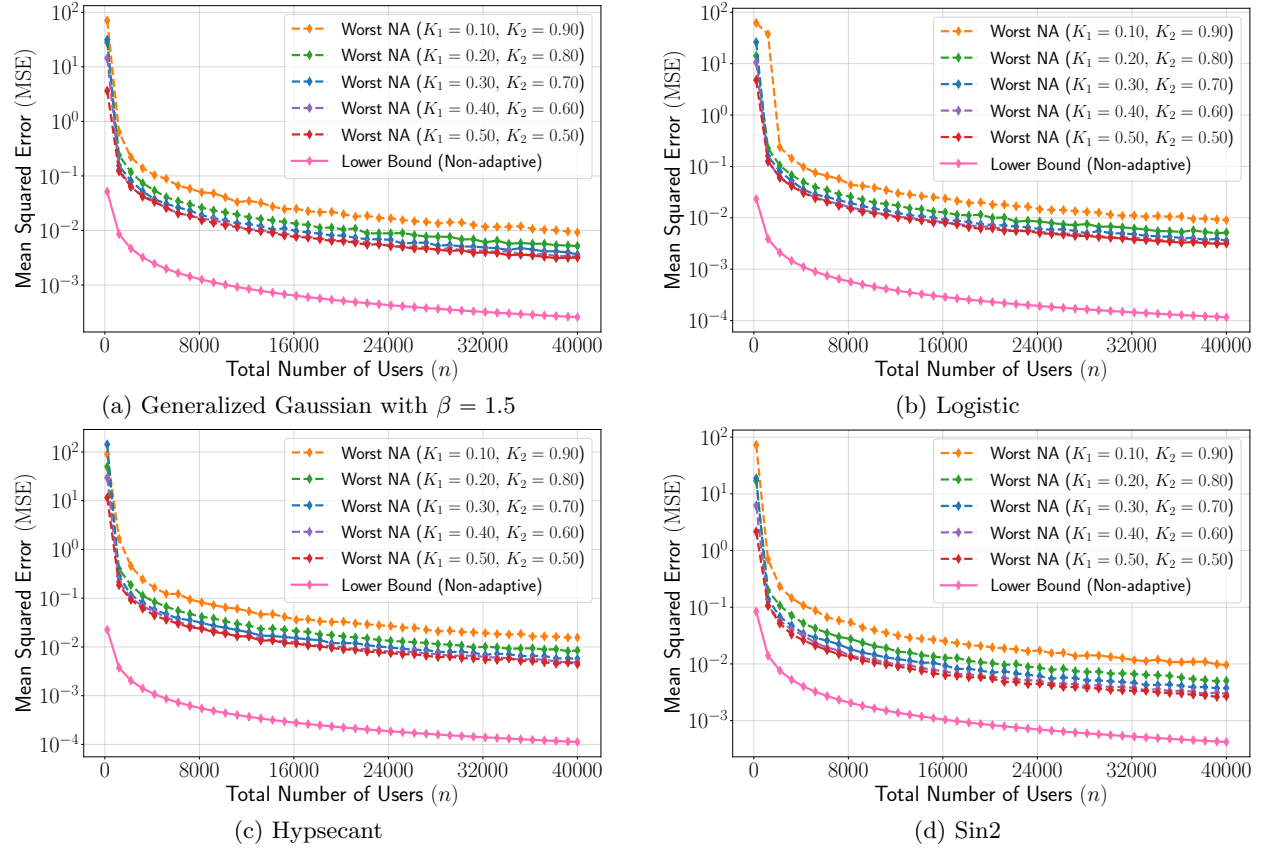 Mean Squared Error (MSE)
10^2
10^1
10^0
10^−1
10^−2
10^−3
Worst NA (K_1 = 0.10, K_2 = 0.90)
Worst NA (K_1 = 0.20, K_2 = 0.80)
Worst NA (K_1 = 0.30, K_2 = 0.70)
Worst NA (K_1 = 0.40, K_2 = 0.60)
Worst NA (K_1 = 0.50, K_2 = 0.50)
Lower Bound (Non-adaptive)
0 8000 16000 24000 32000 40000
Total Number of Users (n)
(a) Generalized Gaussian with β = 1.5
Mean Squared Error (MSE)
10^2
10^1
10^0
10^−1
10^−2
10^−3
10^−4
Worst NA (K_1 = 0.10, K_2 = 0.90)
Worst NA (K_1 = 0.20, K_2 = 0.80)
Worst NA (K_1 = 0.30, K_2 = 0.70)
Worst NA (K_1 = 0.40, K_2 = 0.60)
Worst NA (K_1 = 0.50, K_2 = 0.50)
Lower Bound (Non-adaptive)
0 8000 16000 24000 32000 40000
Total Number of Users (n)
(b) Logistic
Mean Squared Error (MSE)
10^2
10^1
10^0
10^−1
10^−2
10^−3
10^−4
Worst NA (K_1 = 0.10, K_2 = 0.90)
Worst NA (K_1 = 0.20, K_2 = 0.80)
Worst NA (K_1 = 0.30, K_2 = 0.70)
Worst NA (K_1 = 0.40, K_2 = 0.60)
Worst NA (K_1 = 0.50, K_2 = 0.50)
Lower Bound (Non-adaptive)
0 8000 16000 24000 32000 40000
Total Number of Users (n)
(c) Hypsecant
Mean Squared Error (MSE)
10^2
10^1
10^0
10^−1
10^−2
10^−3
Worst NA (K_1 = 0.10, K_2 = 0.90)
Worst NA (K_1 = 0.20, K_2 = 0.80)
Worst NA (K_1 = 0.30, K_2 = 0.70)
Worst NA (K_1 = 0.40, K_2 = 0.60)
Worst NA (K_1 = 0.50, K_2 = 0.50)
Lower Bound (Non-adaptive)
0 8000 16000 24000 32000 40000
Total Number of Users (n)
(d) Sin2